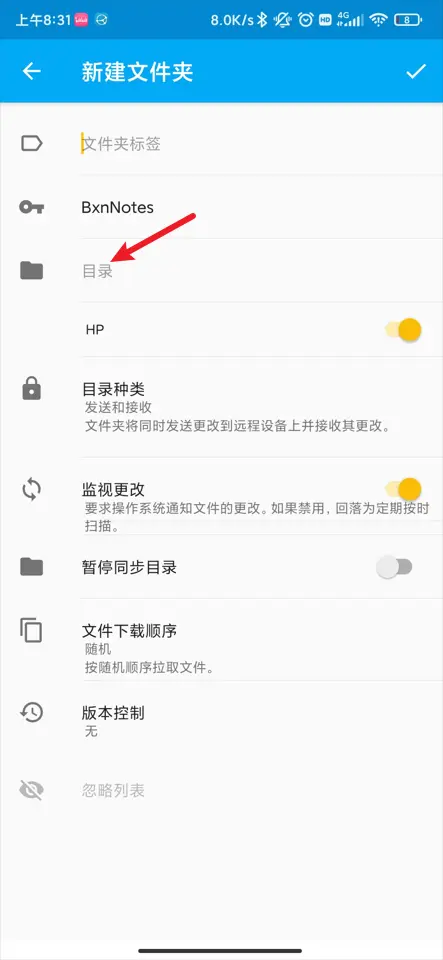 上午8:31
8.0K/s
HD
4G
8
新建文件夹
文件夹标签
BxnNotes
目录
HP
目录种类
发送和接收
文件夹将同时发送更改到远程设备上并接收其更改。
监视更改
要求操作系统通知文件的更改。如果禁用，回落为定期按时
扫描。
暂停同步目录
文件下载顺序
随机
按随机顺序拉取文件。
版本控制
无
忽略列表